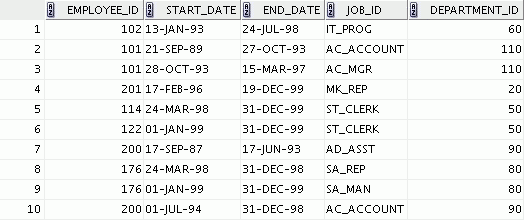 EMPLOYEE_ID START_DATE END_DATE JOB_ID DEPARTMENT_ID
1 102 13-JAN-93 24-JUL-98 IT_PROG 60
2 101 21-SEP-89 27-OCT-93 AC_ACCOUNT 110
3 101 28-OCT-93 15-MAR-97 AC_MGR 110
4 201 17-FEB-96 19-DEC-99 MK_REP 20
5 114 24-MAR-98 31-DEC-99 ST_CLERK 50
6 122 01-JAN-99 31-DEC-99 ST_CLERK 50
7 200 17-SEP-87 17-JUN-93 AD_ASST 90
8 176 24-MAR-98 31-DEC-98 SA_REP 80
9 176 01-JAN-99 31-DEC-99 SA_MAN 80
10 200 01-JUL-94 31-DEC-98 AC_ACCOUNT 90